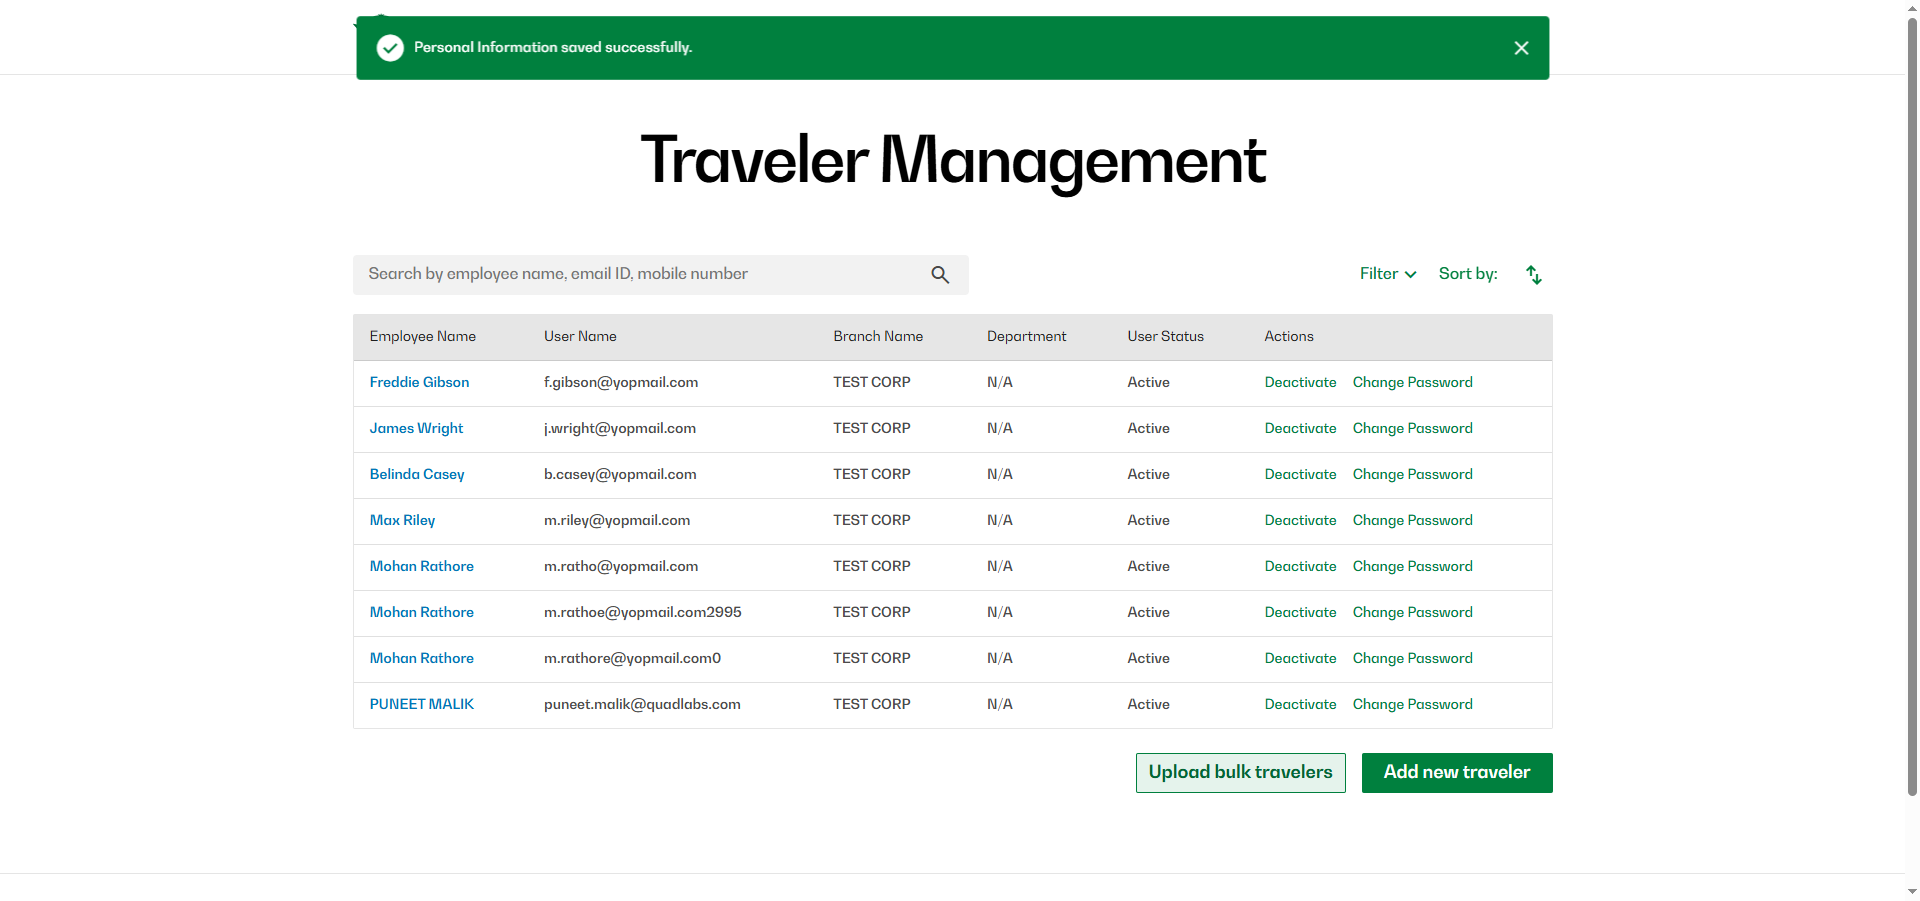 Personal Information saved successfully.
Traveler Management
Search by employee name, email ID, mobile number
Filter Sort by:
Employee Name User Name Branch Name Department User Status Actions
Freddie Gibson f.gibson@yopmail.com TEST CORP N/A Active Deactivate Change Password
James Wright j.wright@yopmail.com TEST CORP N/A Active Deactivate Change Password
Belinda Casey b.casey@yopmail.com TEST CORP N/A Active Deactivate Change Password
Max Riley m.riley@yopmail.com TEST CORP N/A Active Deactivate Change Password
Mohan Rathore m.ratho@yopmail.com TEST CORP N/A Active Deactivate Change Password
Mohan Rathore m.rathoe@yopmail.com2995 TEST CORP N/A Active Deactivate Change Password
Mohan Rathore m.rathore@yopmail.com0 TEST CORP N/A Active Deactivate Change Password
PUNEET MALIK puneet.malik@quadlabs.com TEST CORP N/A Active Deactivate Change Password
Upload bulk travelers Add new traveler